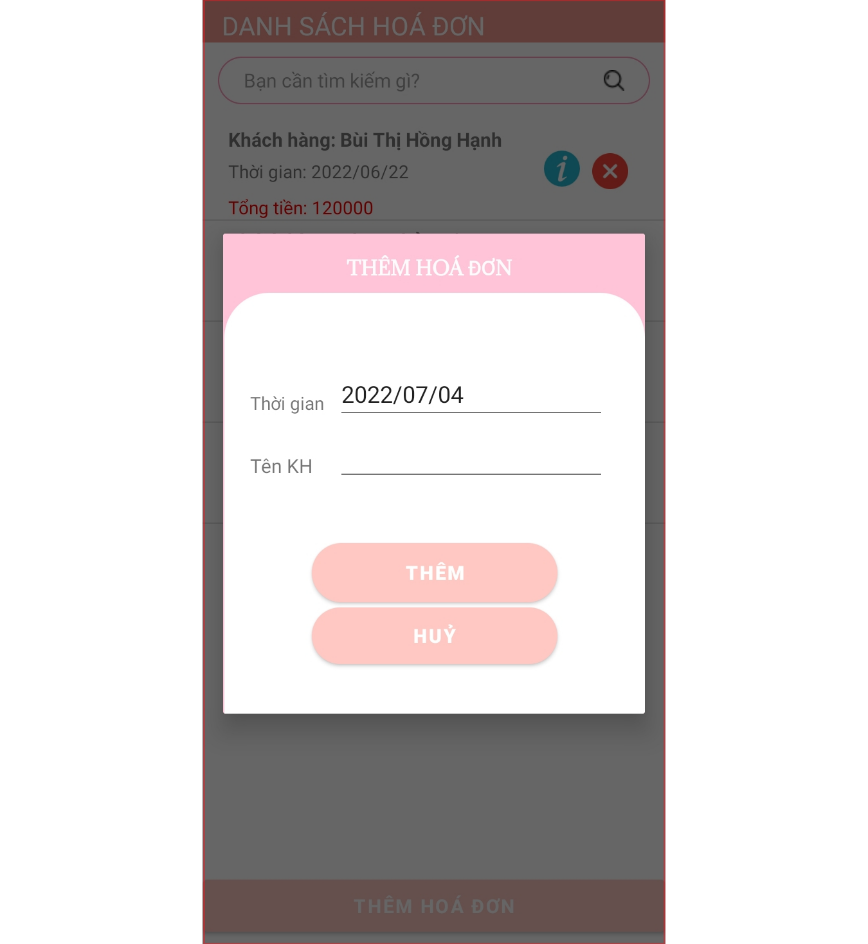 DANH SÁCH HOÁ ĐƠN
Bạn cần tìm kiếm gì?
Khách hàng: Bùi Thị Hồng Hạnh
Thời gian: 2022/06/22
Tổng tiền: 120000
THÊM HOÁ ĐƠN
Thời gian 2022/07/04
Tên KH
THÊM
HUỶ
THÊM HOÁ ĐƠN